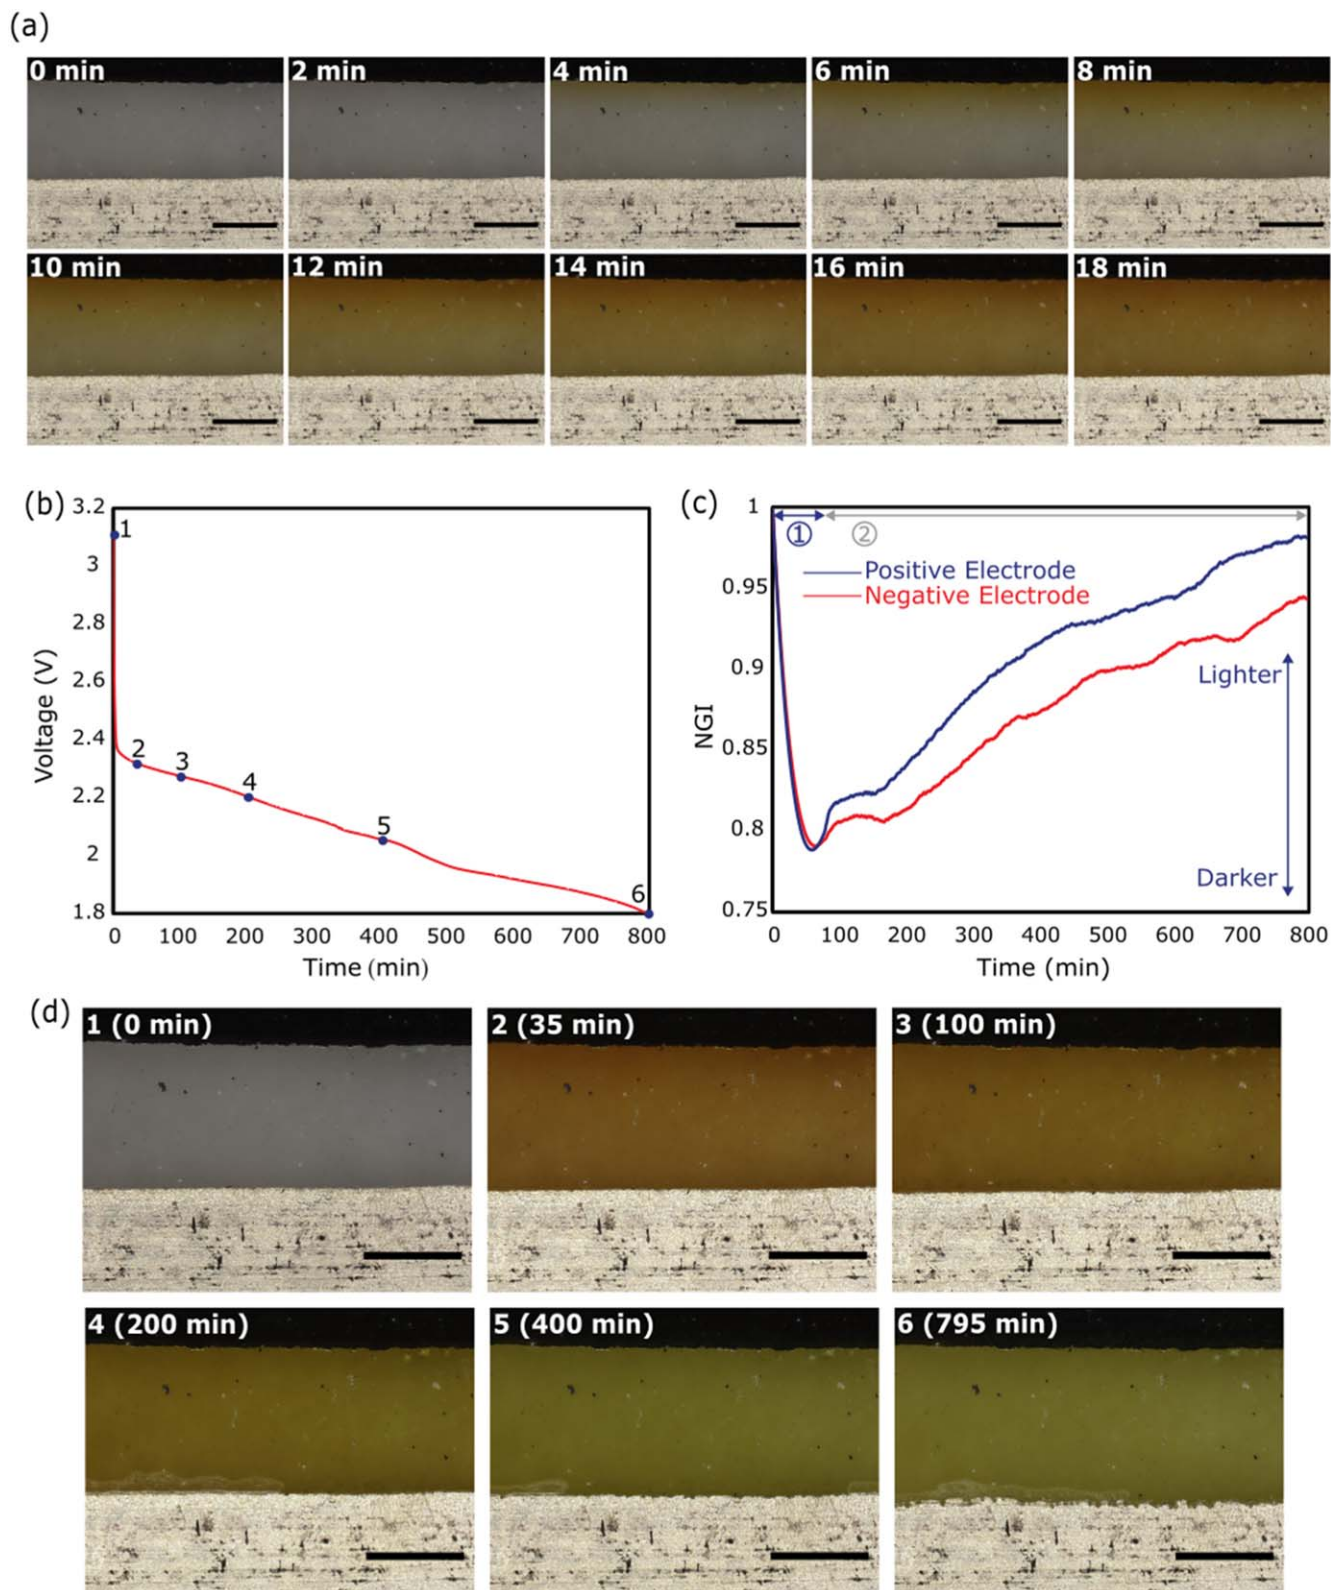 (a)
0 min 2 min 4 min 6 min 8 min
10 min 12 min 14 min 16 min 18 min
(b)
3.2
3
2.8
2.6
2.4
2.2
2
1.8
Voltage (V)
1
2
3
4
5
6
0 100 200 300 400 500 600 700 800
Time (min)
(c)
1
0.95
0.9
0.85
0.8
0.75
NGI
① ②
Positive Electrode
Negative Electrode
Lighter
Darker
0 100 200 300 400 500 600 700 800
Time (min)
(d)
1 (0 min) 2 (35 min) 3 (100 min)
4 (200 min) 5 (400 min) 6 (795 min)